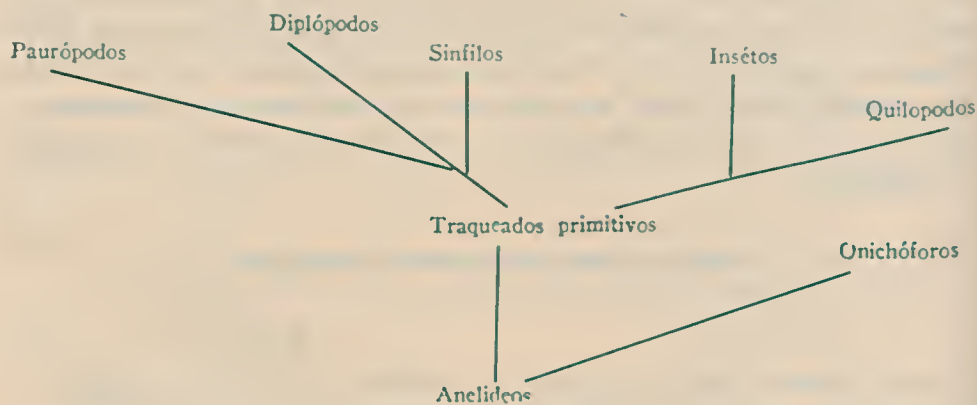 Diplópodos
Paurópodos
Sinfilos
Insétos
Quilopodos
Traqueados primitivos
Onichóforos
Anelideos